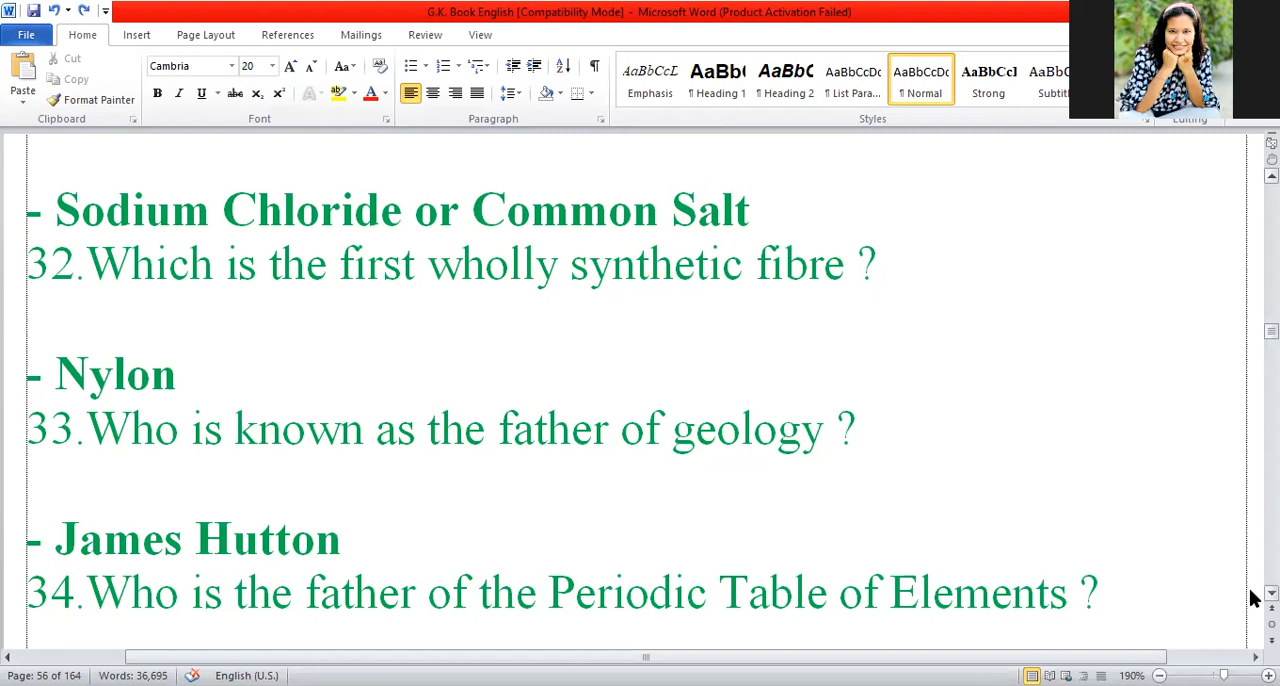 G.K. Book English [Compatibility Mode] - Microsoft Word (Product Activation Failed)
File Home Insert Page Layout References Mailings Review View
Paste
Cut
Copy
Format Painter
Clipboard
Cambria 20
Font
Paragraph
AaBbCcL AaBbC AaBbC AaBbCcDc AaBbCcDc AaBbCcI AaBb
Emphasis ¶ Heading 1 ¶ Heading 2 ¶ List Para... ¶ Normal Strong Subtit
Styles
Editing
- Sodium Chloride or Common Salt
32.Which is the first wholly synthetic fibre ?
- Nylon
33.Who is known as the father of geology ?
- James Hutton
34.Who is the father of the Periodic Table of Elements ?
Page: 56 of 164 Words: 36,695 English (U.S.) 190%